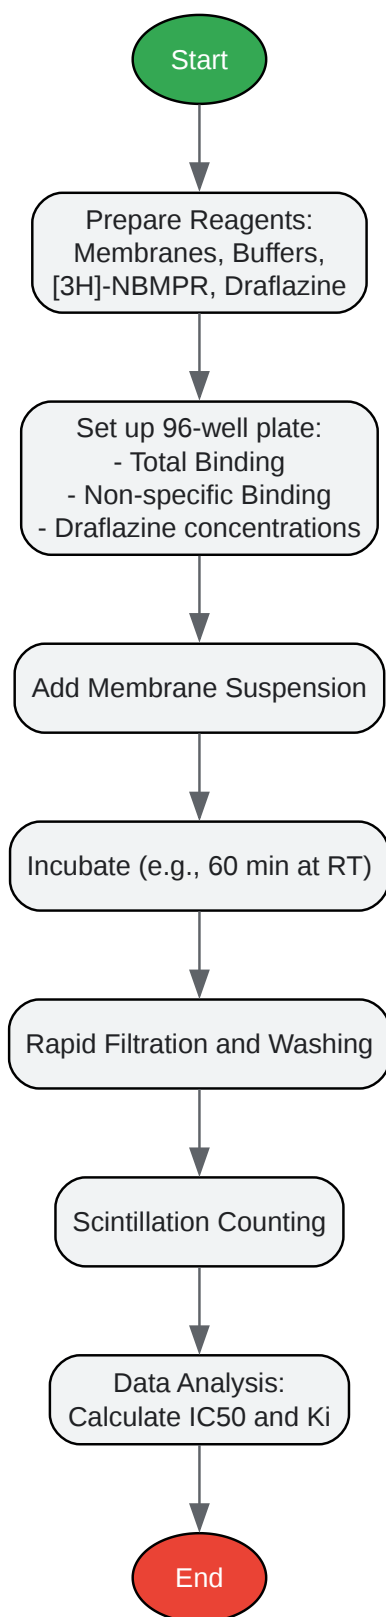 Start
Prepare Reagents:
Membranes, Buffers,
[3H]-NBMPR, Draflazine
Set up 96-well plate:
- Total Binding
- Non-specific Binding
- Draflazine concentrations
Add Membrane Suspension
Incubate (e.g., 60 min at RT)
Rapid Filtration and Washing
Scintillation Counting
Data Analysis:
Calculate IC50 and Ki
End